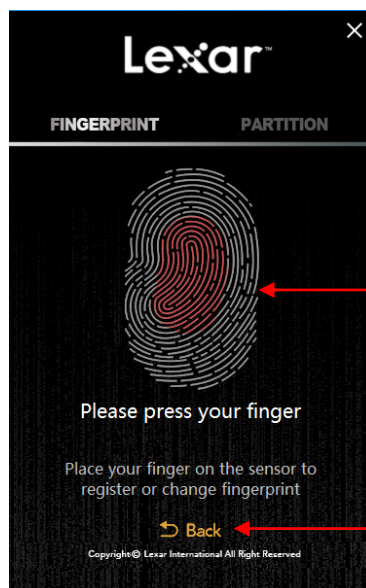 Lexar™
FINGERPRINT PARTITION
Please press your finger
Place your finger on the sensor to
register or change fingerprint
Back
Copyright© Lexar International All Right Reserved